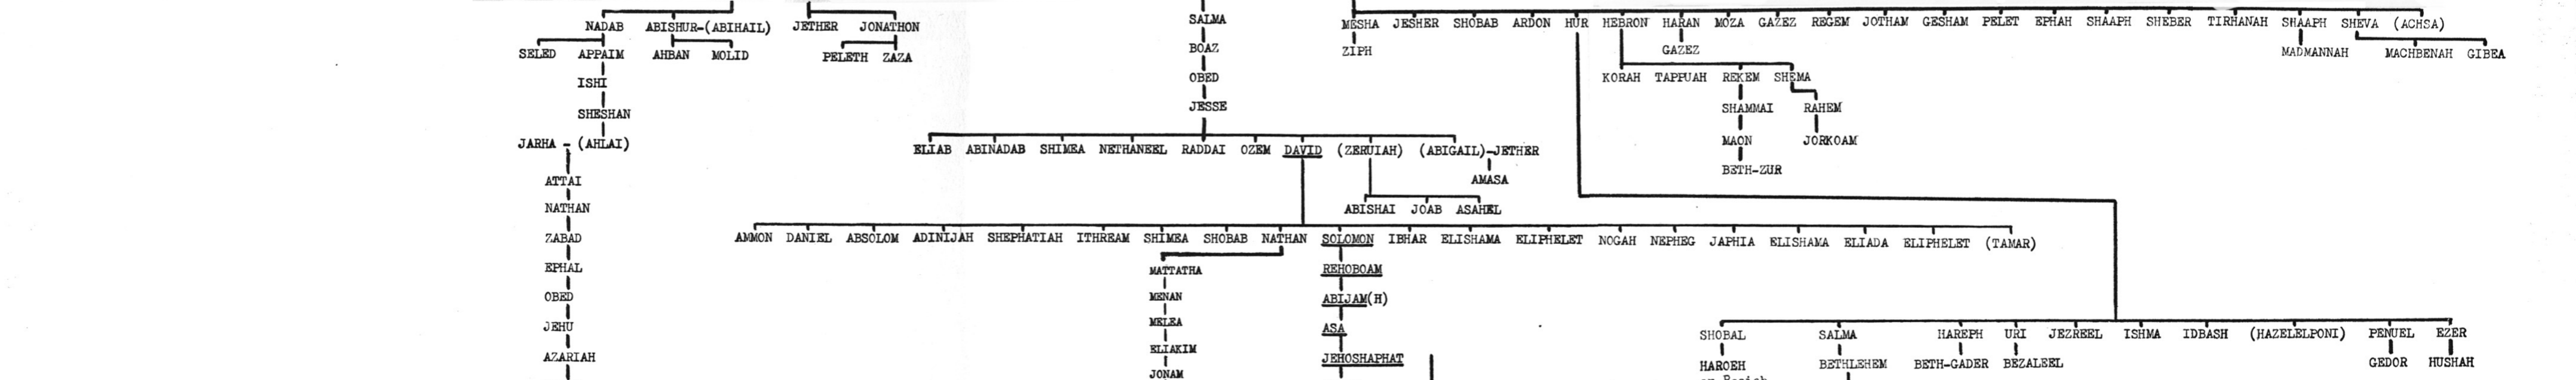 SALMA
MESHA JESHER SHOBAB ARDON HUR HEBRON HARAN MOZA GAZEZ REGEM JOTHAM GESHAM PELET EPHAH SHAAPH SHEBER TIRHANAH SHAAPH SHEVA (ACHSA)
NADAB ABISHUR-(ABIHAIL) JETHER JONATHON
BOAZ ZIPH GAZEZ MADMANNAH MACHBENAH GIBEA
SELED APPAIM AHBAN MOLID PELETH ZAZA
OBED KORAH TAPPUAH REKEM SHEMA
ISHI
JESSE SHAMMAI RAHEM
SHESHAN
MAON JORKOAM
JARHA - (AHLAI)
ELIAB ABINADAB SHIMEA NETHANEEL RADDAI OZEM DAVID (ZERUIAH) (ABIGAIL)-JETHER
BETH-ZUR
ATTAI AMASA
NATHAN ABISHAI JOAB ASAHEL
ZABAD AMMON DANIEL ABSOLOM ADINIJAH SHEPHATIAH ITHREAM SHIMEA SHOBAB NATHAN SOLOMON IBHAR ELISHAMA ELIPHELET NOGAH NEPHEG JAPHIA ELISHAMA ELIADA ELIPHELET (TAMAR)
EPHAL MATTATHA REHOBOAM
OBED MENAN ABIJAM(H)
JEHU MELEA ASA SHOBAL SALMA HAREPH URI JEZREEL ISHMA IDBASH (HAZELELPONI) PENUEL EZER
AZARIAH ELIAKIM JEHOSHAPHAT HAROEH BETHLEHEM BETH-GADER BEZALEEL GEDOR HUSHAH
JONAM